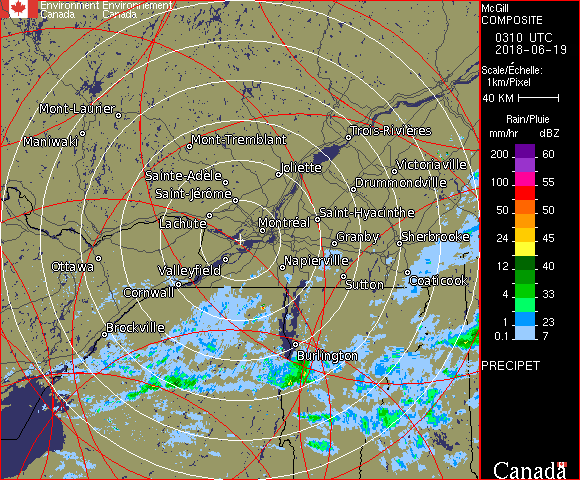 Environment Environnement
Canada Canada
McGill
COMPOSITE
0310 UTC
2018-06-19
Scale/Échelle:
1km/Pixel
40 KM
Rain/Pluie
mm/hr dBZ
200 60
150 57
100 55
50 50
24 45
12 40
4 33
1 23
0.1 7
PRECIPET
Mont-Laurier
Maniwaki
Mont-Tremblant
Trois-Rivières
Sainte-Adèle
Joliette
Victoriaville
Saint-Jérôme
Drummondville
Lachute
Montréal
Saint-Hyacinthe
Granby
Sherbrooke
Ottawa
Valleyfield
Napierville
Cornwall
Sutton
Coaticook
Brockville
Burlington
Canada